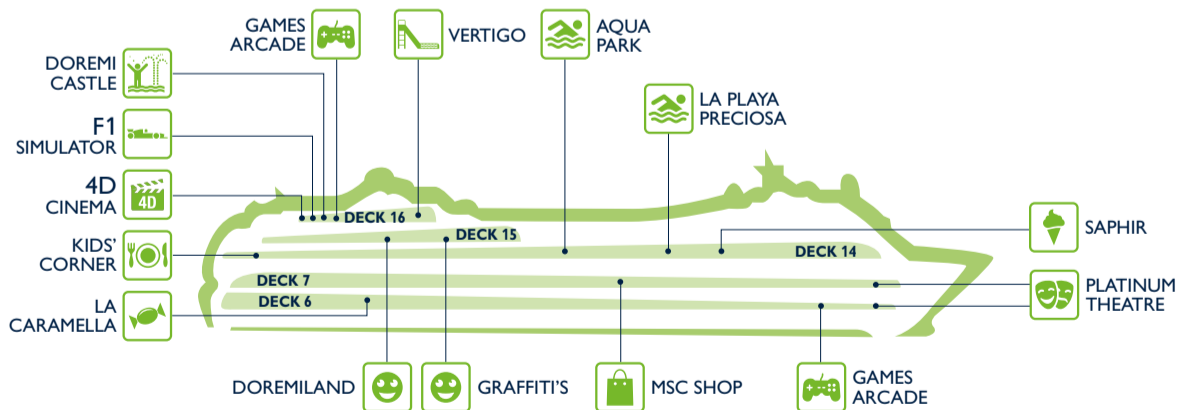 GAMES
ARCADE
VERTIGO
AQUA
PARK
DOREMI
CASTLE
LA PLAYA
PRECIOSA
F1
SIMULATOR
4D
CINEMA
4D
DECK 16
DECK 15
KIDS'
CORNER
DECK 14
SAPHIR
DECK 7
PLATINUM
THEATRE
DECK 6
LA
CARAMELLA
DOREMILAND
GRAFFITI'S
MSC SHOP
GAMES
ARCADE